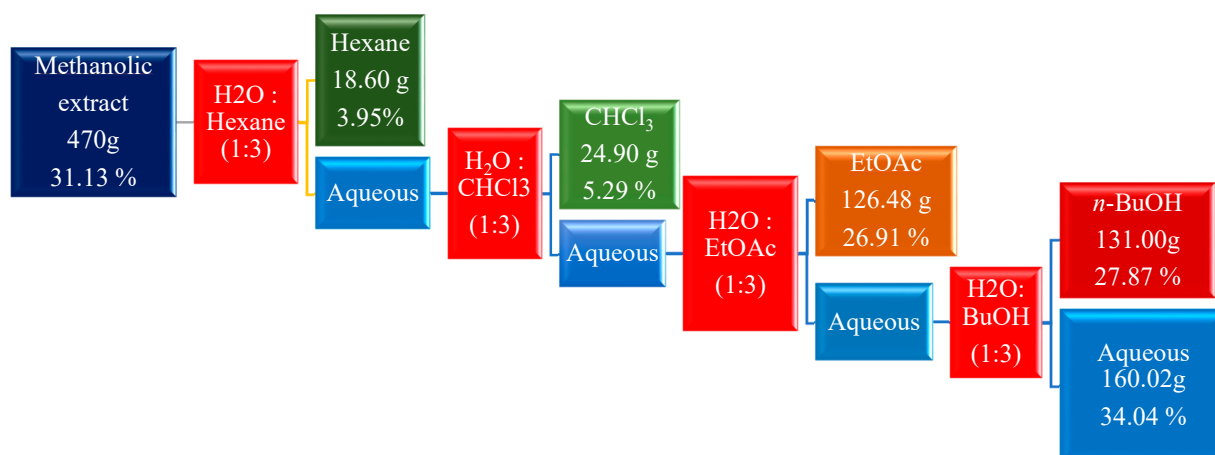 Methanolic
extract
470g
31.13 %
H2O :
Hexane
(1:3)
Hexane
18.60 g
3.95%
Aqueous
H₂O :
CHCl3
(1:3)
CHCl₃
24.90 g
5.29 %
Aqueous
H2O :
EtOAc
(1:3)
EtOAc
126.48 g
26.91 %
Aqueous
H2O:
BuOH
(1:3)
n-BuOH
131.00g
27.87 %
Aqueous
160.02g
34.04 %